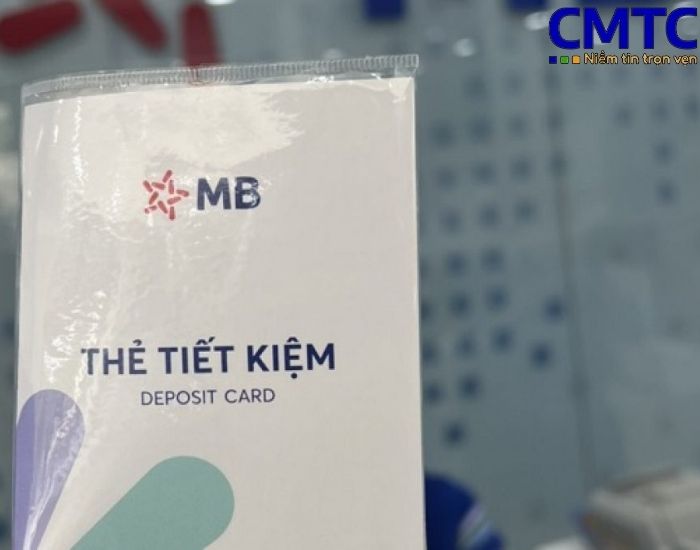 CMTC
Niềm tin trọn vẹn
MB
THẺ TIẾT KIỆM
DEPOSIT CARD